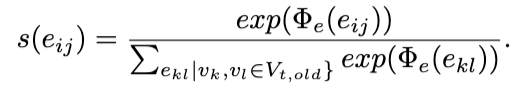 s(e_{ij}) = \frac{exp(\Phi_e(e_{ij}))}{\sum_{e_{kl}|v_k,v_l \in V_{t,old}\}} exp(\Phi_e(e_{kl}))}.